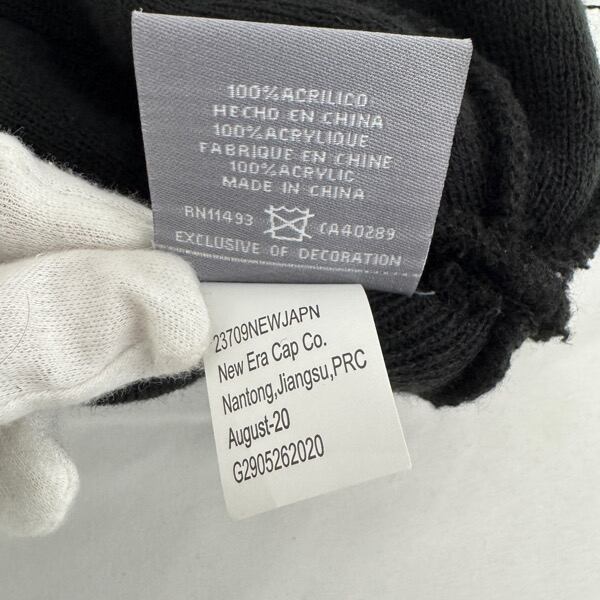 100%ACRILICO
HECHO EN CHINA
100%ACRYLIQUE
FABRIQUE EN CHINE
100%ACRYLIC
MADE IN CHINA
RN11493 CA40289
EXCLUSIVE OF DECORATION
23709NEWJAPN
New Era Cap Co.
Nantong,Jiangsu,PRC
August-20
G2905262020